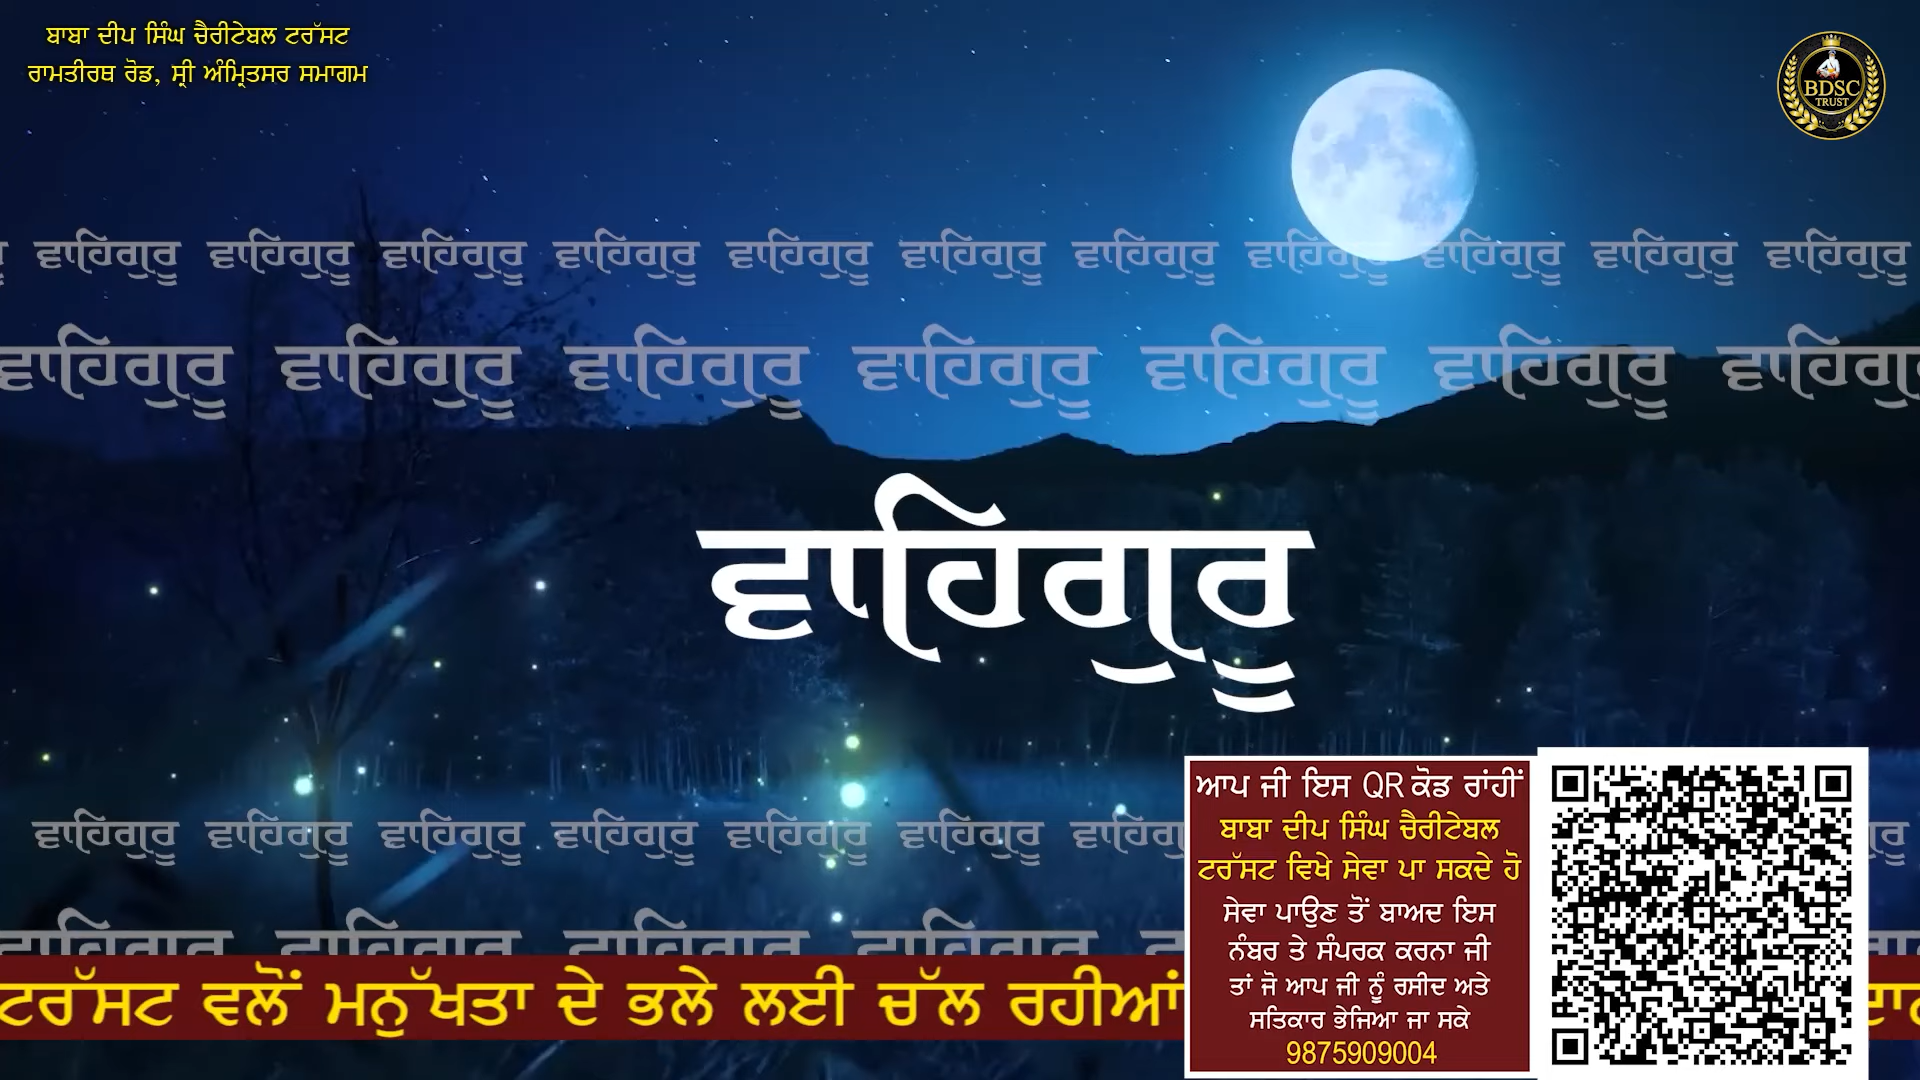 ਬਾਬਾ ਦੀਪ ਸਿੰਘ ਚੈਰੀਟੇਬਲ ਟਰੱਸਟ
ਰਾਮਤੀਰਥ ਰੋਡ, ਸ੍ਰੀ ਅੰਮ੍ਰਿਤਸਰ ਸਮਾਗਮ
BDSC
TRUST
ਵਾਹਿਗੁਰੂ ਵਾਹਿਗੁਰੂ ਵਾਹਿਗੁਰੂ ਵਾਹਿਗੁਰੂ ਵਾਹਿਗੁਰੂ ਵਾਹਿਗੁਰੂ ਵਾਹਿਗੁਰੂ ਵਾਹਿਗੁਰੂ ਵਾਹਿਗੁਰੂ ਵਾਹਿਗੁਰੂ ਵਾਹਿਗੁਰੂ
ਵਾਹਿਗੁਰੂ ਵਾਹਿਗੁਰੂ ਵਾਹਿਗੁਰੂ ਵਾਹਿਗੁਰੂ ਵਾਹਿਗੁਰੂ ਵਾਹਿਗੁਰੂ ਵਾਹਿਗੁ
ਵਾਹਿਗੁਰੂ
ਵਾਹਿਗੁਰੂ ਵਾਹਿਗੁਰੂ ਵਾਹਿਗੁਰੂ ਵਾਹਿਗੁਰੂ ਵਾਹਿਗੁਰੂ ਵਾਹਿਗੁਰੂ ਵਾਹਿਗੁ
ਟਰੱਸਟ ਵਲੋਂ ਮਨੁੱਖਤਾ ਦੇ ਭਲੇ ਲਈ ਚੱਲ ਰਹੀਆਂ
ਆਪ ਜੀ ਇਸ QR ਕੋਡ ਰਾਂਹੀਂ
ਬਾਬਾ ਦੀਪ ਸਿੰਘ ਚੈਰੀਟੇਬਲ
ਟਰੱਸਟ ਵਿਖੇ ਸੇਵਾ ਪਾ ਸਕਦੇ ਹੋ
ਸੇਵਾ ਪਾਉਣ ਤੋਂ ਬਾਅਦ ਇਸ
ਨੰਬਰ ਤੇ ਸੰਪਰਕ ਕਰਨਾ ਜੀ
ਤਾਂ ਜੋ ਆਪ ਜੀ ਨੂੰ ਰਸੀਦ ਅਤੇ
ਸਤਿਕਾਰ ਭੇਜਿਆ ਜਾ ਸਕੇ
9875909004